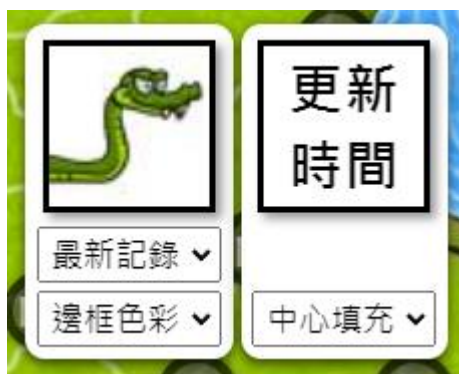 更新
時間
最新記錄
邊框色彩
中心填充